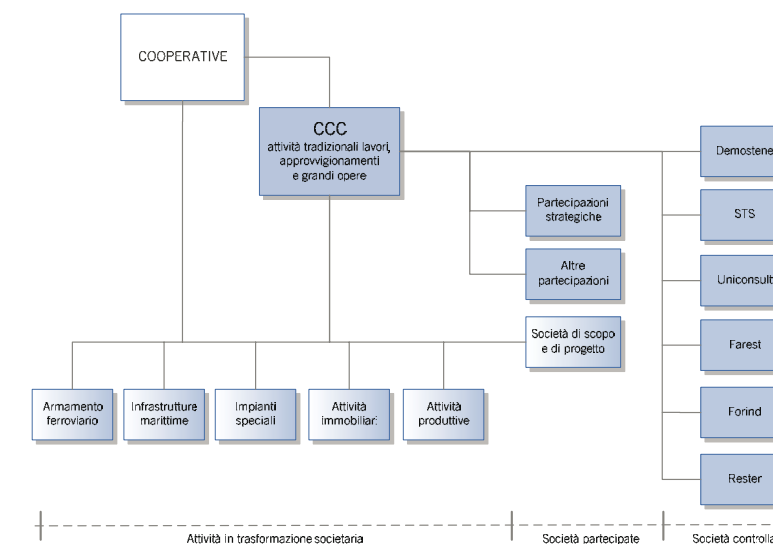 COOPERATIVE
CCC
attività tradizionali lavori,
approvvigionamenti
e grandi opere
Demostene
Partecipazioni
strategiche
STS
Altre
partecipazioni
Uniconsult
Società di scopo
e di progetto
Farest
Armamento
ferroviario
Infrastrutture
marittime
Impianti
speciali
Attività
immobiliari
Attività
produttive
Forind
Rester
Attività in trasformazione societaria
Società partecipate
Società controlla